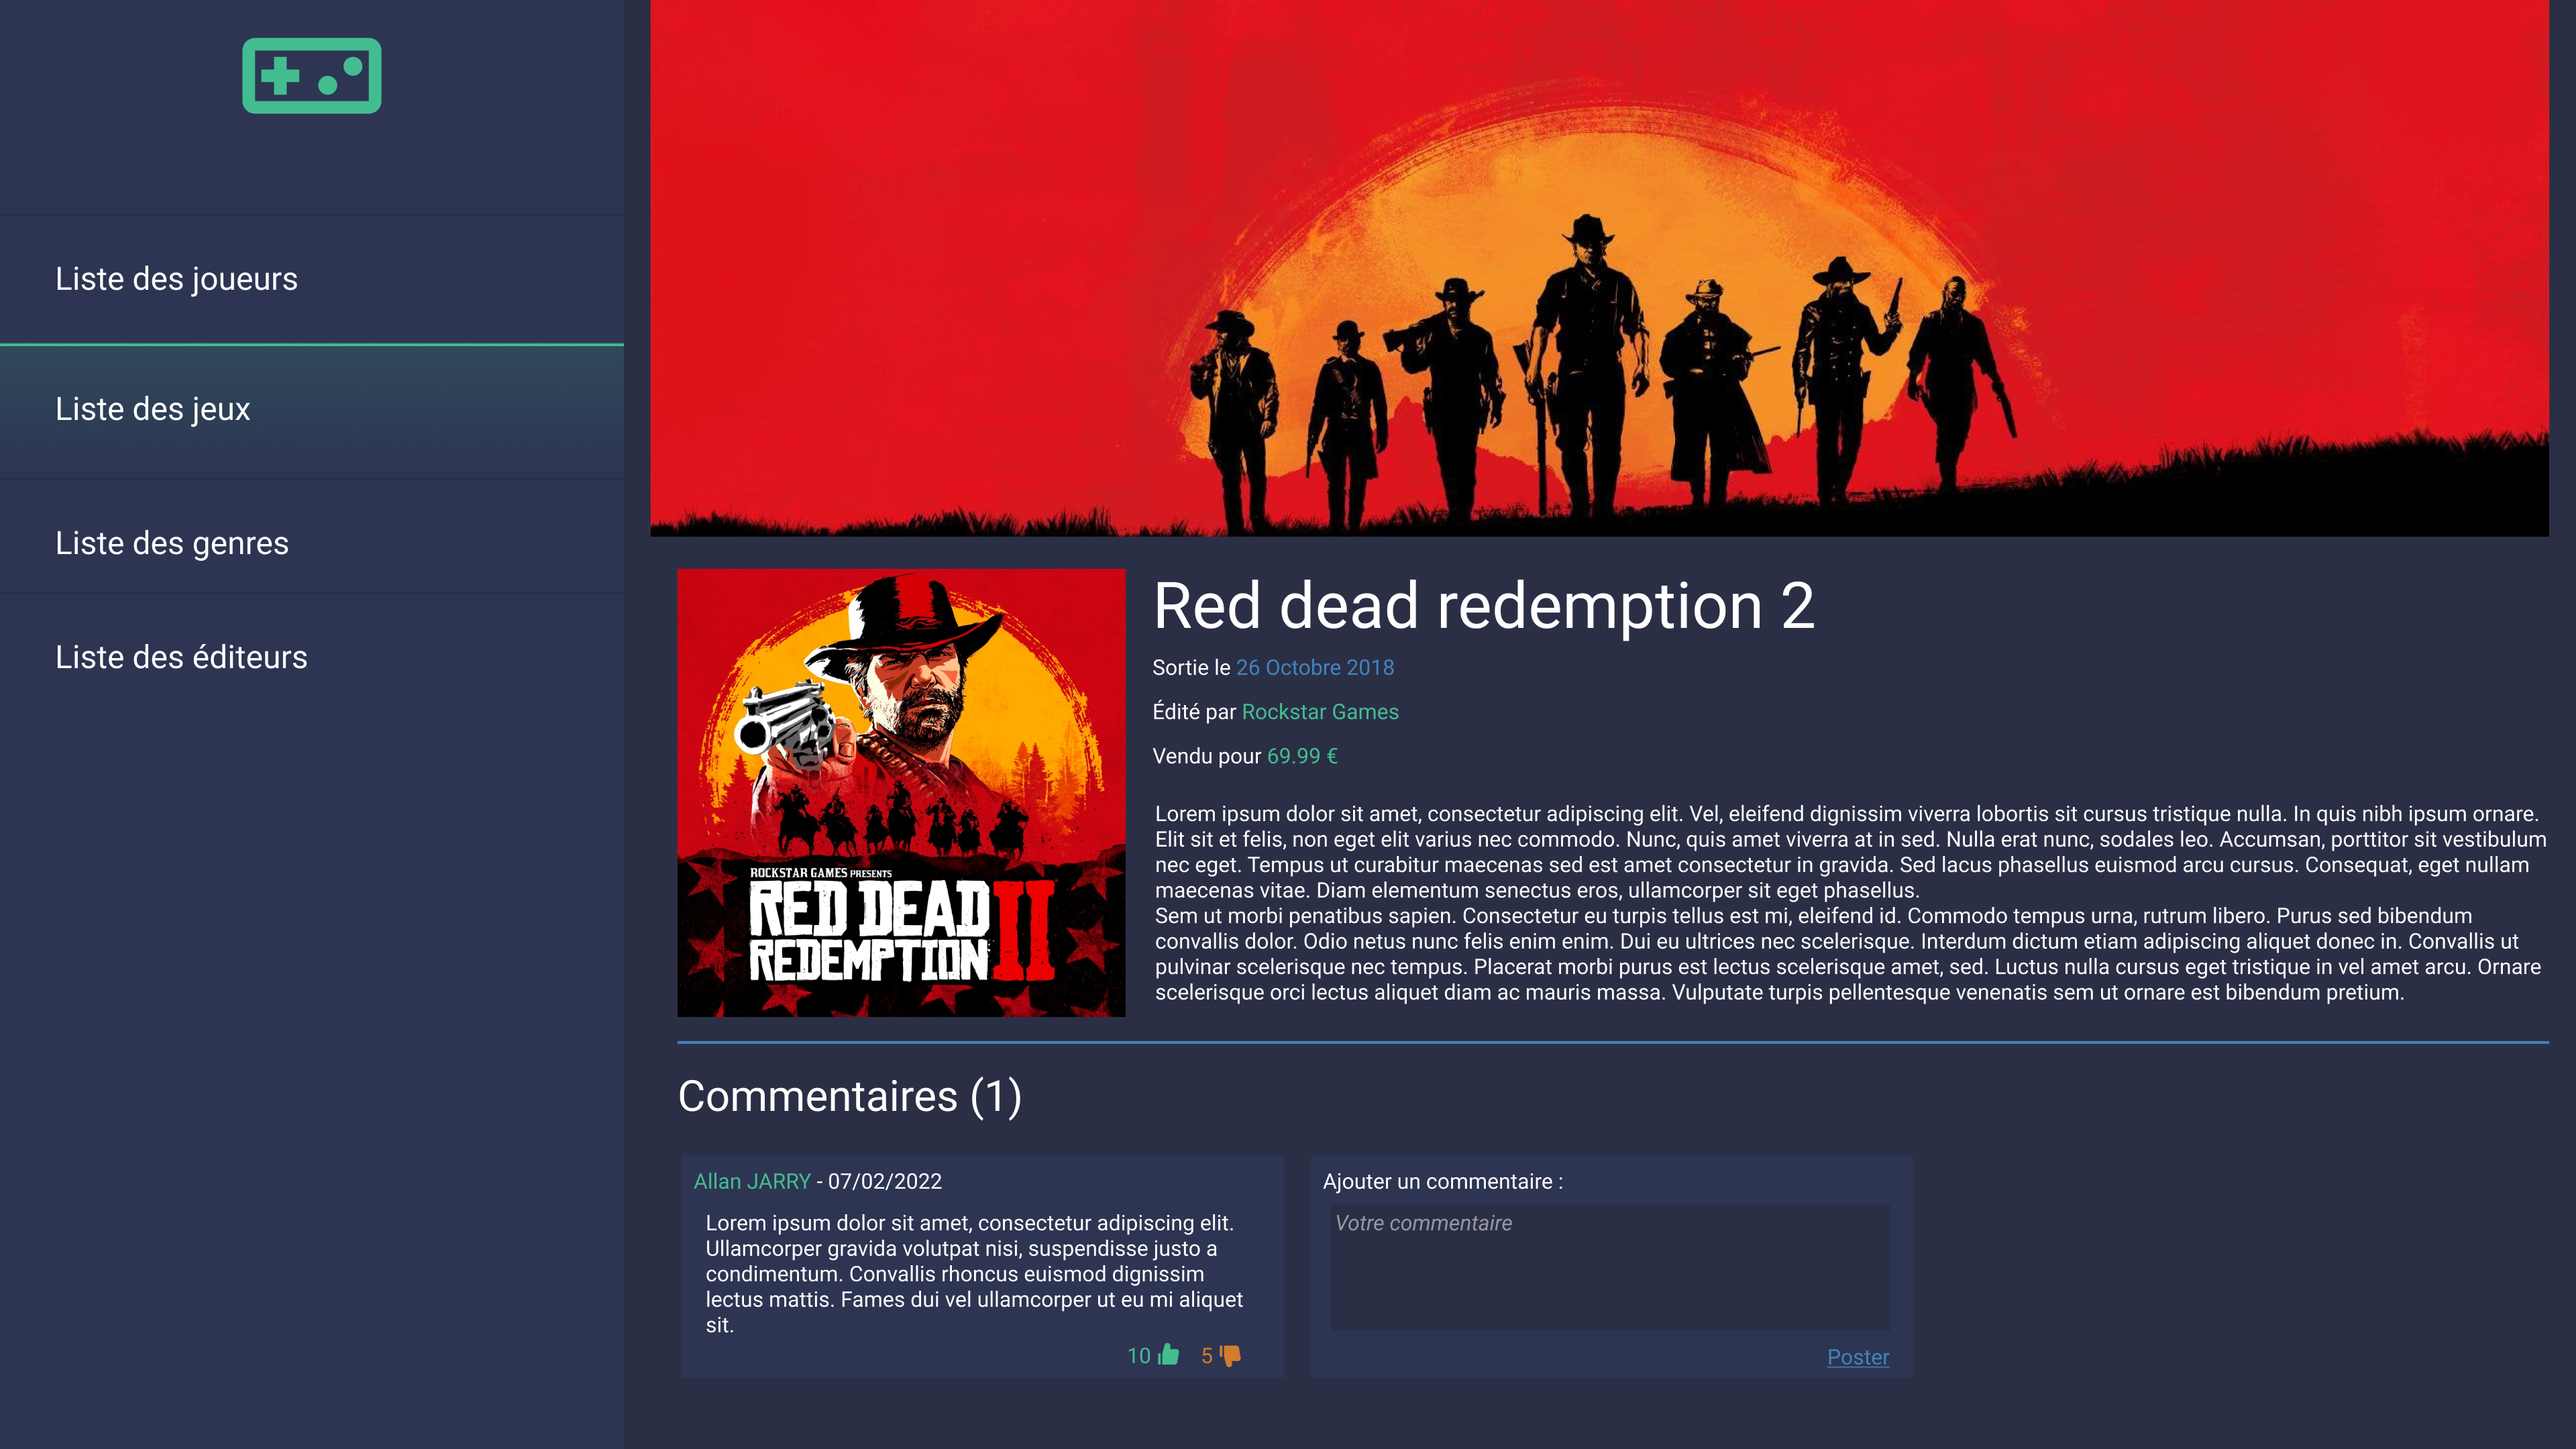 Liste des joueurs
Liste des jeux
Liste des genres
Liste des éditeurs
ROCKSTAR GAMES PRESENTS
RED DEAD
REDEMPTION II
Red dead redemption 2
Sortie le 26 Octobre 2018
Édité par Rockstar Games
Vendu pour 69.99 €
Lorem ipsum dolor sit amet, consectetur adipiscing elit. Vel, eleifend dignissim viverra lobortis sit cursus tristique nulla. In quis nibh ipsum ornare.
Elit sit et felis, non eget elit varius nec commodo. Nunc, quis amet viverra at in sed. Nulla erat nunc, sodales leo. Accumsan, porttitor sit vestibulum
nec eget. Tempus ut curabitur maecenas sed est amet consectetur in gravida. Sed lacus phasellus euismod arcu cursus. Consequat, eget nullam
maecenas vitae. Diam elementum senectus eros, ullamcorper sit eget phasellus.
Sem ut morbi penatibus sapien. Consectetur eu turpis tellus est mi, eleifend id. Commodo tempus urna, rutrum libero. Purus sed bibendum
convallis dolor. Odio netus nunc felis enim enim. Dui eu ultrices nec scelerisque. Interdum dictum etiam adipiscing aliquet donec in. Convallis ut
pulvinar scelerisque nec tempus. Placerat morbi purus est lectus scelerisque amet, sed. Luctus nulla cursus eget tristique in vel amet arcu. Ornare
scelerisque orci lectus aliquet diam ac mauris massa. Vulputate turpis pellentesque venenatis sem ut ornare est bibendum pretium.
Commentaires (1)
Allan JARRY - 07/02/2022
Lorem ipsum dolor sit amet, consectetur adipiscing elit.
Ullamcorper gravida volutpat nisi, suspendisse justo a
condimentum. Convallis rhoncus euismod dignissim
lectus mattis. Fames dui vel ullamcorper ut eu mi aliquet
sit.
10 5
Ajouter un commentaire :
Votre commentaire
Poster